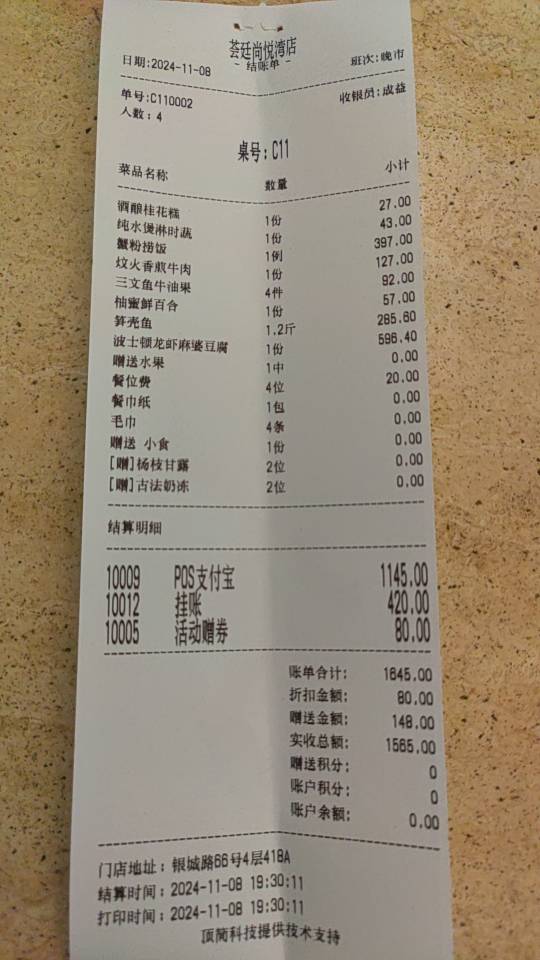 荟廷尚悦湾店
- 结账单 -
日期:2024-11-08 班次:晚市
单号:C110002 收银员:成益
人数: 4
桌号: C11
菜品名称 数量 小计
酒酿桂花糕 1份 27.00
纯水煲淋时蔬 1份 43.00
蟹粉捞饭 1例 397.00
炆火香煎牛肉 1份 127.00
三文鱼牛油果 4件 92.00
柚蜜鲜百合 1份 57.00
笋壳鱼 1.2斤 285.60
波士顿龙虾麻婆豆腐 1份 596.40
赠送水果 1中 0.00
餐位费 4位 20.00
餐巾纸 1包 0.00
毛巾 4条 0.00
赠送 小食 1份 0.00
[赠]杨枝甘露 2位 0.00
[赠]古法奶冻 2位 0.00
结算明细
10009 POS支付宝 1145.00
10012 挂账 420.00
10005 活动赠券 80.00
账单合计: 1645.00
折扣金额: 80.00
赠送金额: 148.00
实收总额: 1565.00
赠送积分: 0
账户积分: 0
账户余额: 0.00
门店地址: 银城路66号4层418A
结算时间: 2024-11-08 19:30:11
打印时间: 2024-11-08 19:30:11
顶简科技提供技术支持